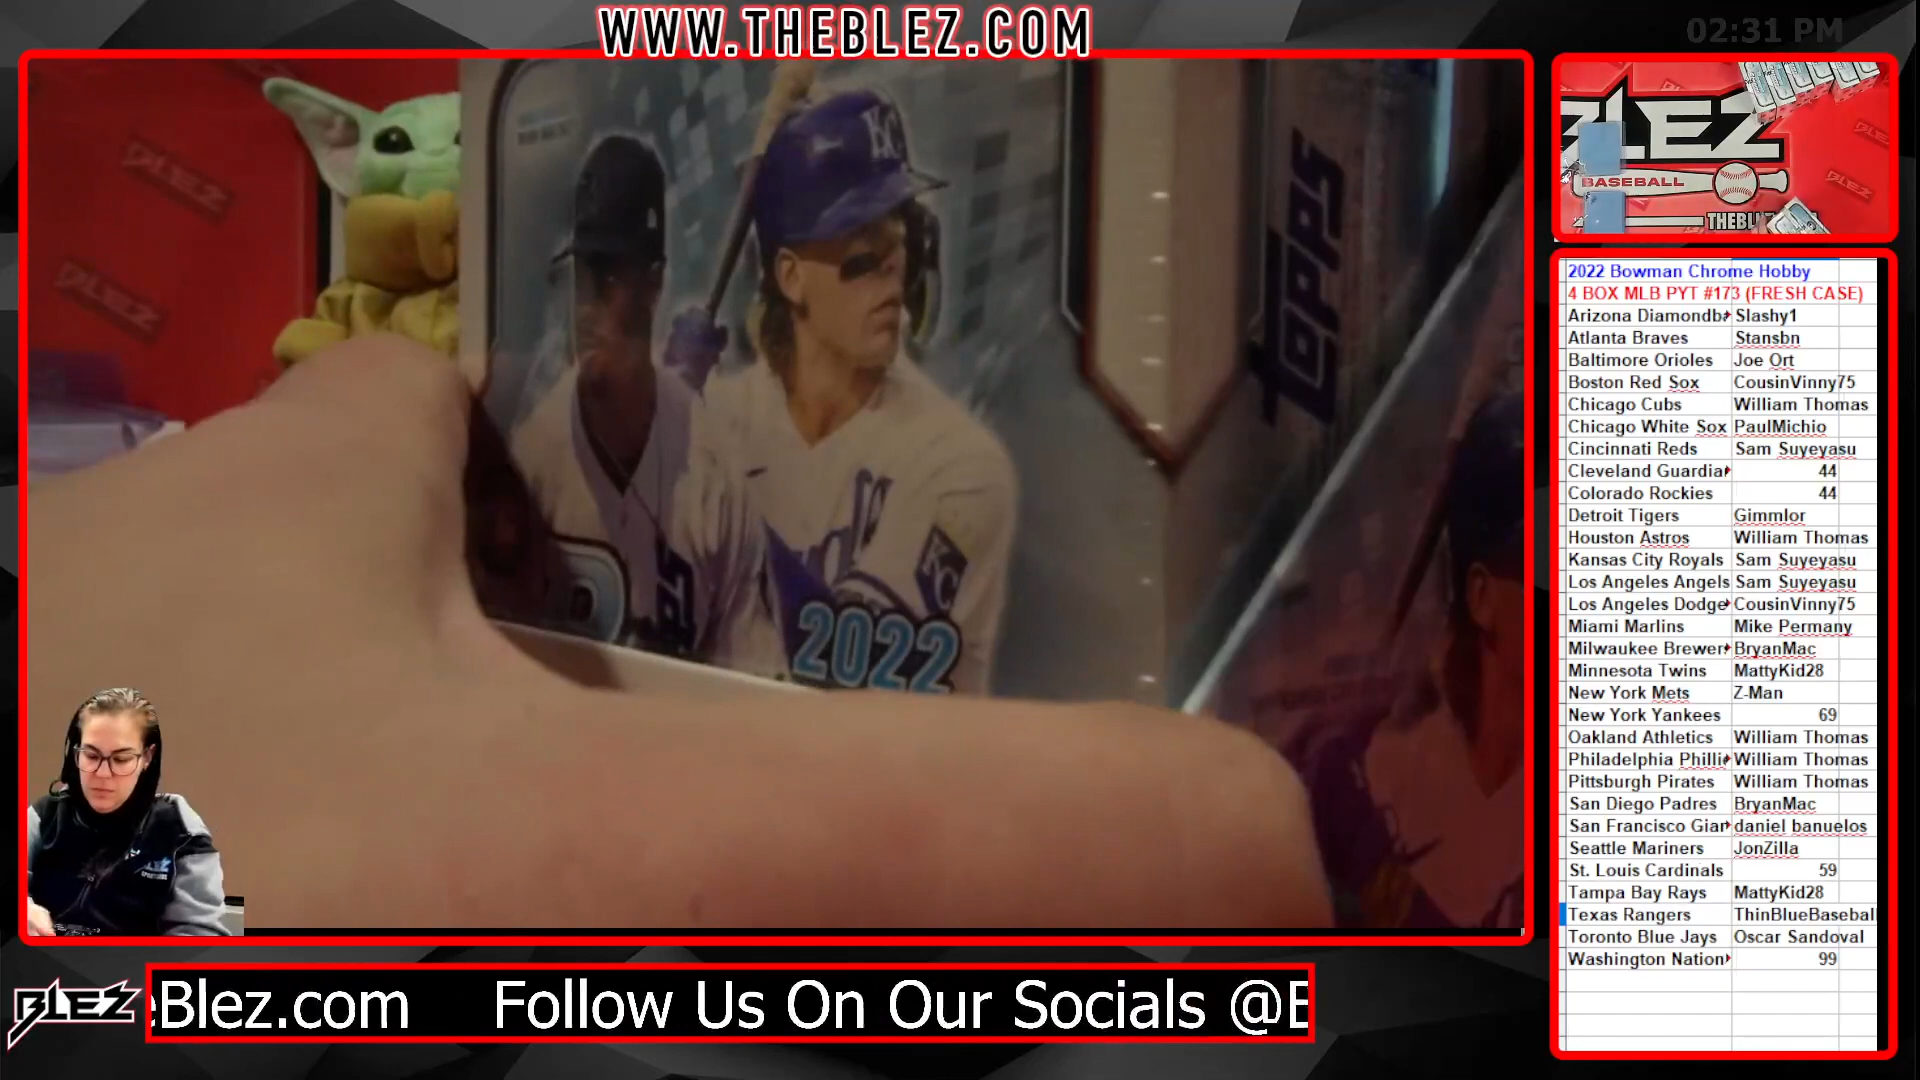 WWW.THEBLEZ.COM
02:31 PM
BLEZ
BLEZ
KC
TOPPS
KC
2022
BLEZ
BASEBALL
BLEZ
2022 Bowman Chrome Hobby
4 BOX MLB PYT #173 (FRESH CASE)
Arizona Diamondba Slashy1
Atlanta Braves Stansbn
Baltimore Orioles Joe Ort
Boston Red Sox CousinVinny75
Chicago Cubs William Thomas
Chicago White Sox PaulMichio
Cincinnati Reds Sam Suyeyasu
Cleveland Guardia 44
Colorado Rockies 44
Detroit Tigers Gimmlor
Houston Astros William Thomas
Kansas City Royals Sam Suyeyasu
Los Angeles Angels Sam Suyeyasu
Los Angeles Dodge CousinVinny75
Miami Marlins Mike Permany
Milwaukee Brewer BryanMac
Minnesota Twins MattyKid28
New York Mets Z-Man
New York Yankees 69
Oakland Athletics William Thomas
Philadelphia Philli William Thomas
Pittsburgh Pirates William Thomas
San Diego Padres BryanMac
San Francisco Gian daniel banuelos
Seattle Mariners JonZilla
St. Louis Cardinals 59
Tampa Bay Rays MattyKid28
Texas Rangers ThinBlueBaseball
Toronto Blue Jays Oscar Sandoval
Washington Nation 99
BLEZ
eBlez.com Follow Us On Our Socials @B